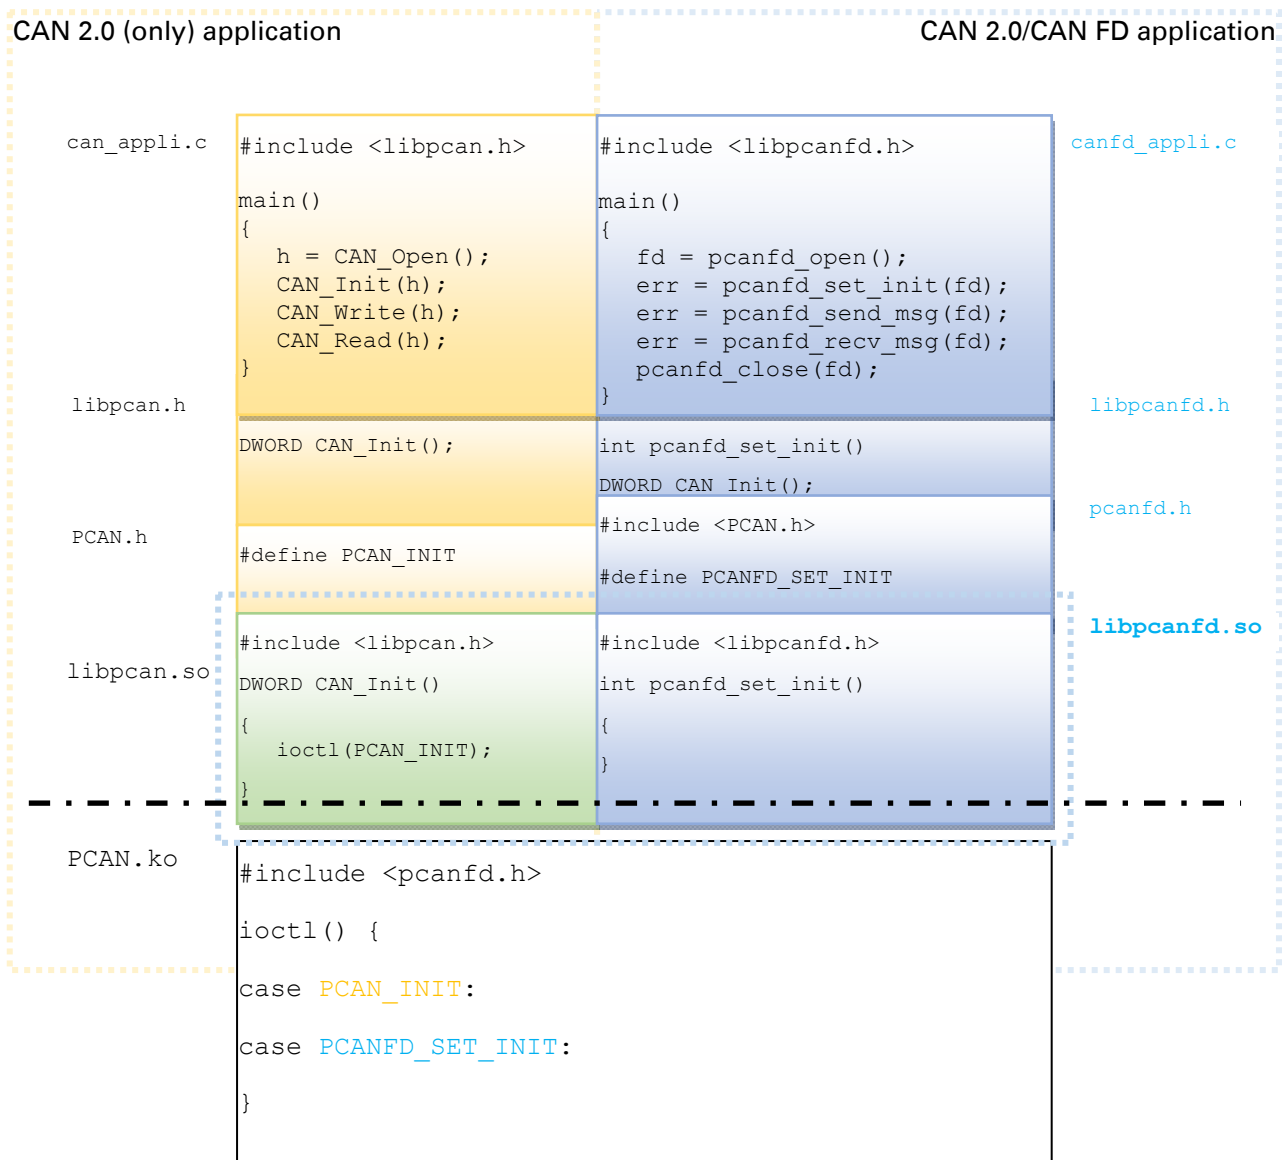 CAN 2.0 (only) application
CAN 2.0/CAN FD application
can_appli.c
#include <libpcan.h>
main()
{
h = CAN_Open();
CAN_Init(h);
CAN_Write(h);
CAN_Read(h);
}
#include <libpcanfd.h>
main()
{
fd = pcanfd_open();
err = pcanfd_set_init(fd);
err = pcanfd_send_msg(fd);
err = pcanfd_recv_msg(fd);
pcanfd_close(fd);
}
canfd_appli.c
libpcan.h
DWORD CAN_Init();
int pcanfd_set_init()
DWORD CAN_Init();
libpcanfd.h
PCAN.h
#define PCAN_INIT
#include <PCAN.h>
#define PCANFD_SET_INIT
pcanfd.h
libpcan.so
#include <libpcan.h>
DWORD CAN_Init()
{
ioctl(PCAN_INIT);
}
#include <libpcanfd.h>
int pcanfd_set_init()
{
}
libpcanfd.so
PCAN.ko
#include <pcanfd.h>
ioctl() {
case PCAN_INIT:
case PCANFD_SET_INIT:
}